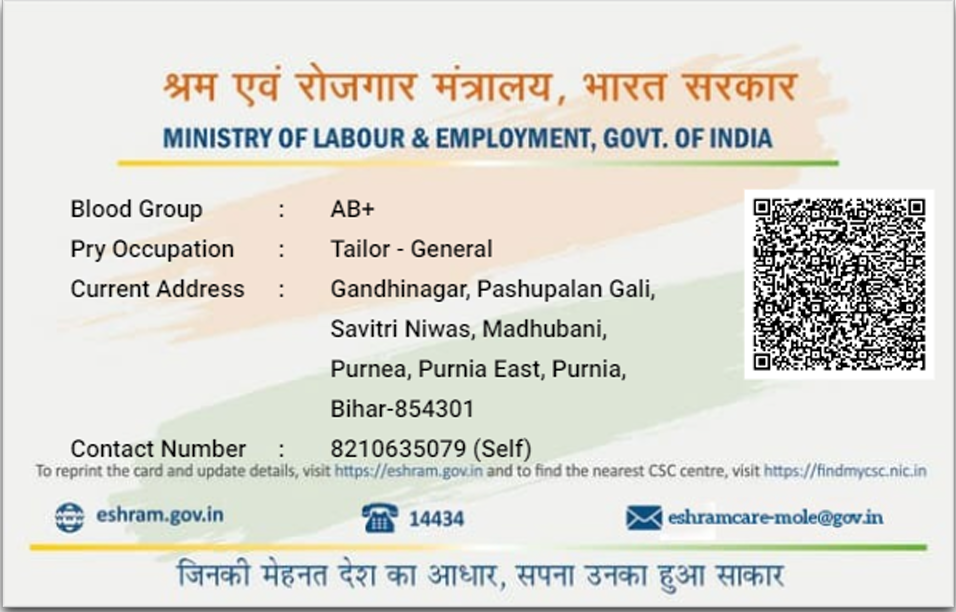 श्रम एवं रोजगार मंत्रालय, भारत सरकार
MINISTRY OF LABOUR & EMPLOYMENT, GOVT. OF INDIA
Blood Group : AB+
Pry Occupation : Tailor - General
Current Address : Gandhinagar, Pashupalan Gali,
Savitri Niwas, Madhubani,
Purnea, Purnia East, Purnia,
Bihar-854301
Contact Number : 8210635079 (Self)
To reprint the card and update details, visit https://eshram.gov.in and to find the nearest CSC centre, visit https://findmycsc.nic.in
eshram.gov.in 14434 eshramcare-mole@gov.in
जिनकी मेहनत देश का आधार, सपना उनका हुआ साकार